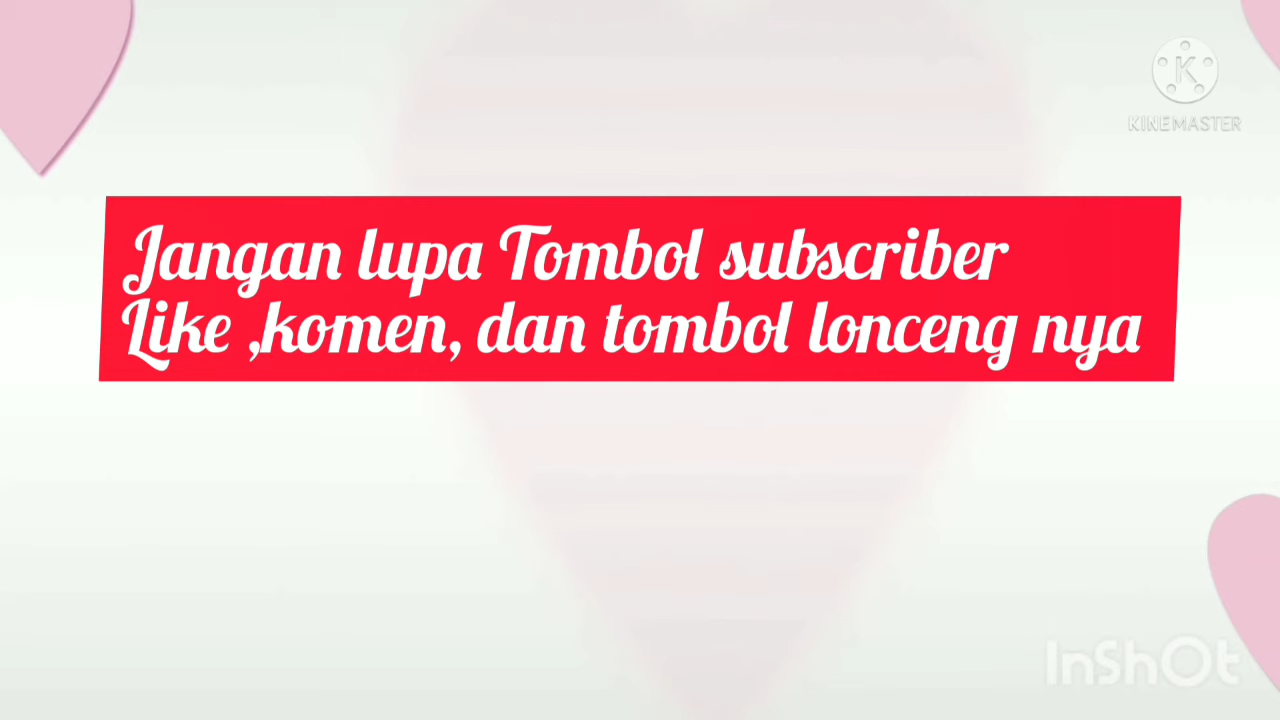 KINEMASTER
Jangan lupa Tombol subscriber
Like ,komen, dan tombol lonceng nya
InShOt